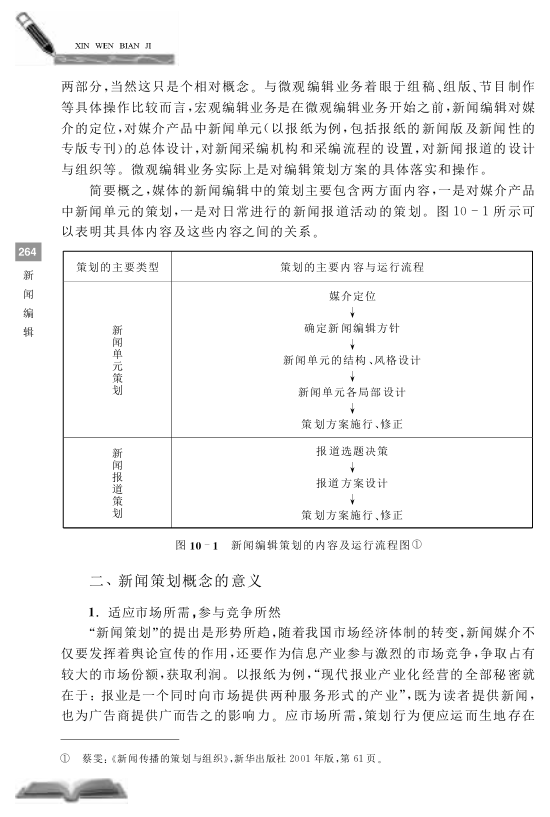 XIN WEN BIAN JI
两部分,当然这只是个相对概念。与微观编辑业务着眼于组稿、组版、节目制作
等具体操作比较而言,宏观编辑业务是在微观编辑业务开始之前,新闻编辑对媒
介的定位,对媒介产品中新闻单元(以报纸为例,包括报纸的新闻版及新闻性的
专版专刊)的总体设计,对新闻采编机构和采编流程的设置,对新闻报道的设计
与组织等。微观编辑业务实际上是对编辑策划方案的具体落实和操作。
简要概之,媒体的新闻编辑中的策划主要包含两方面内容,一是对媒介产品
中新闻单元的策划,一是对日常进行的新闻报道活动的策划。图10-1所示可
以表明其具体内容及这些内容之间的关系。
264
新闻编辑
策划的主要类型 策划的主要内容与运行流程
新闻单元策划
媒介定位
↓
确定新闻编辑方针
↓
新闻单元的结构、风格设计
↓
新闻单元各局部设计
↓
策划方案施行、修正
新闻报道策划
报道选题决策
↓
报道方案设计
↓
策划方案施行、修正
图10-1 新闻编辑策划的内容及运行流程图①
二、新闻策划概念的意义
1. 适应市场所需,参与竞争所然
“新闻策划”的提出是形势所趋,随着我国市场经济体制的转变,新闻媒介不
仅要发挥着舆论宣传的作用,还要作为信息产业参与激烈的市场竞争,争取占有
较大的市场份额,获取利润。以报纸为例,“现代报业产业化经营的全部秘密就
在于:报业是一个同时向市场提供两种服务形式的产业”,既为读者提供新闻,
也为广告商提供广而告之的影响力。应市场所需,策划行为便应运而生地存在
① 蔡雯:《新闻传播的策划与组织》,新华出版社2001年版,第61页。